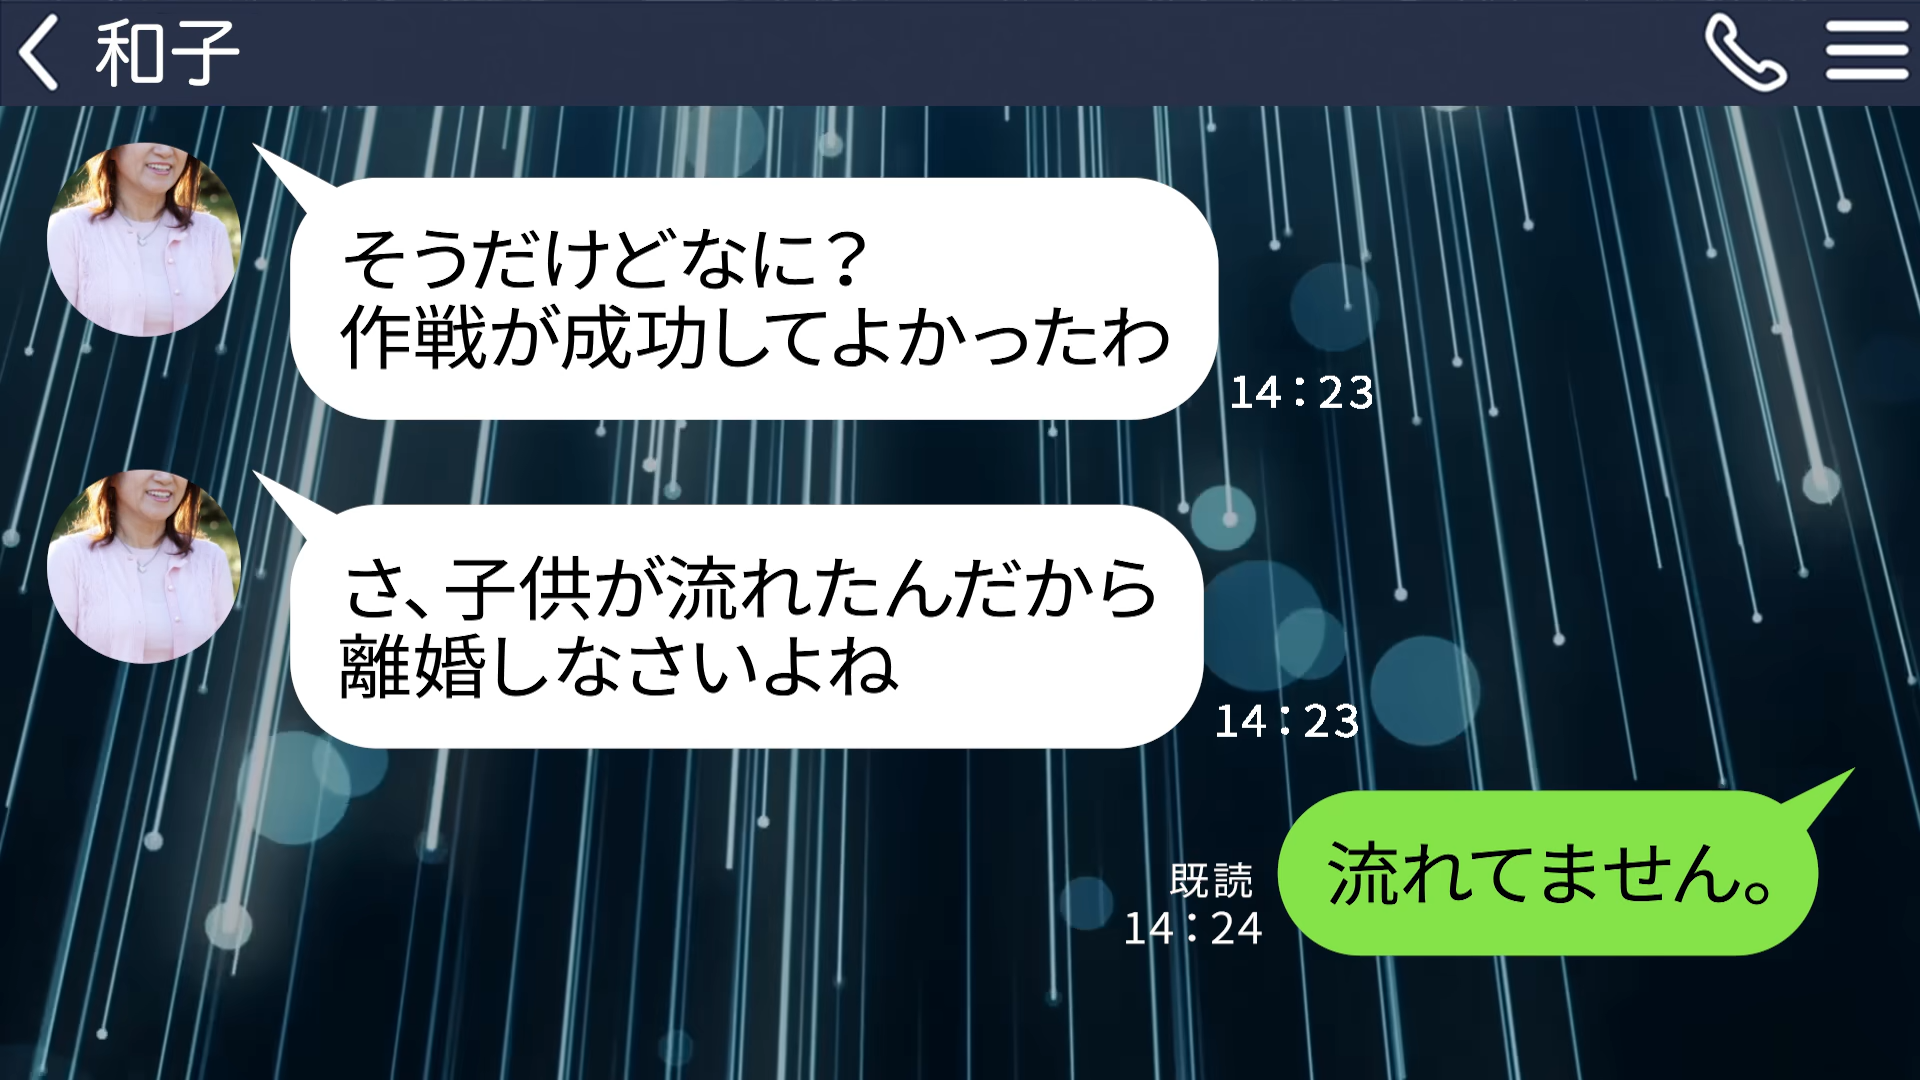 和子
そうだけどなに？
作戦が成功してよかったわ
14：23
さ、子供が流れたんだから
離婚しなさいよね
14：23
流れてません。
既読
14：24